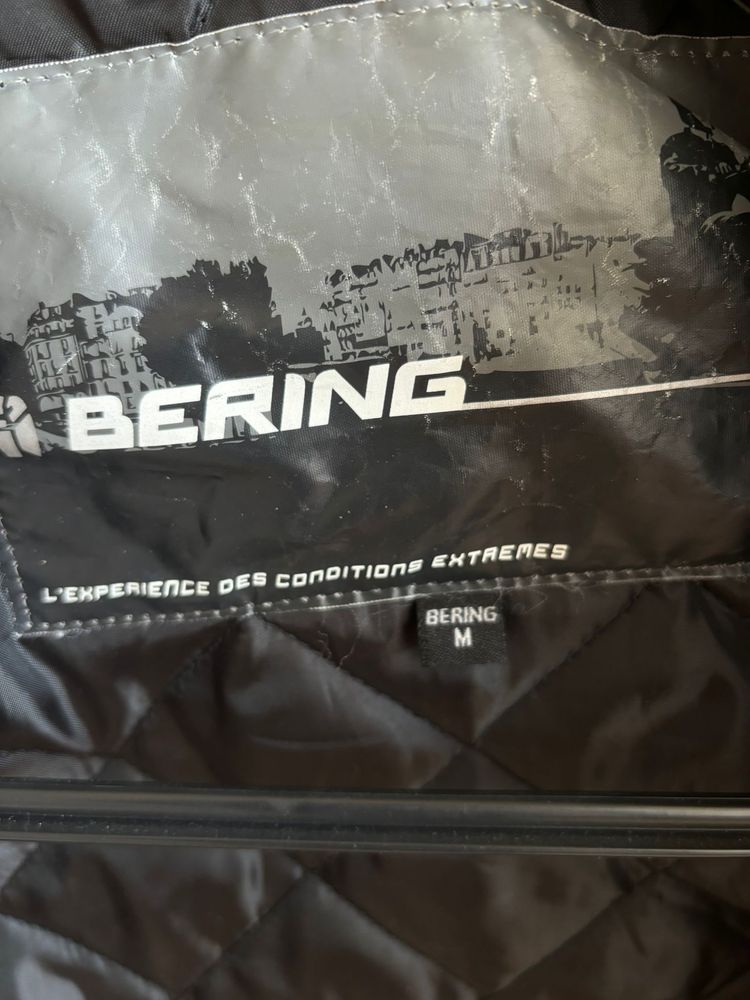 BERING
L'EXPERIENCE DES CONDITIONS EXTREMES
BERING
M